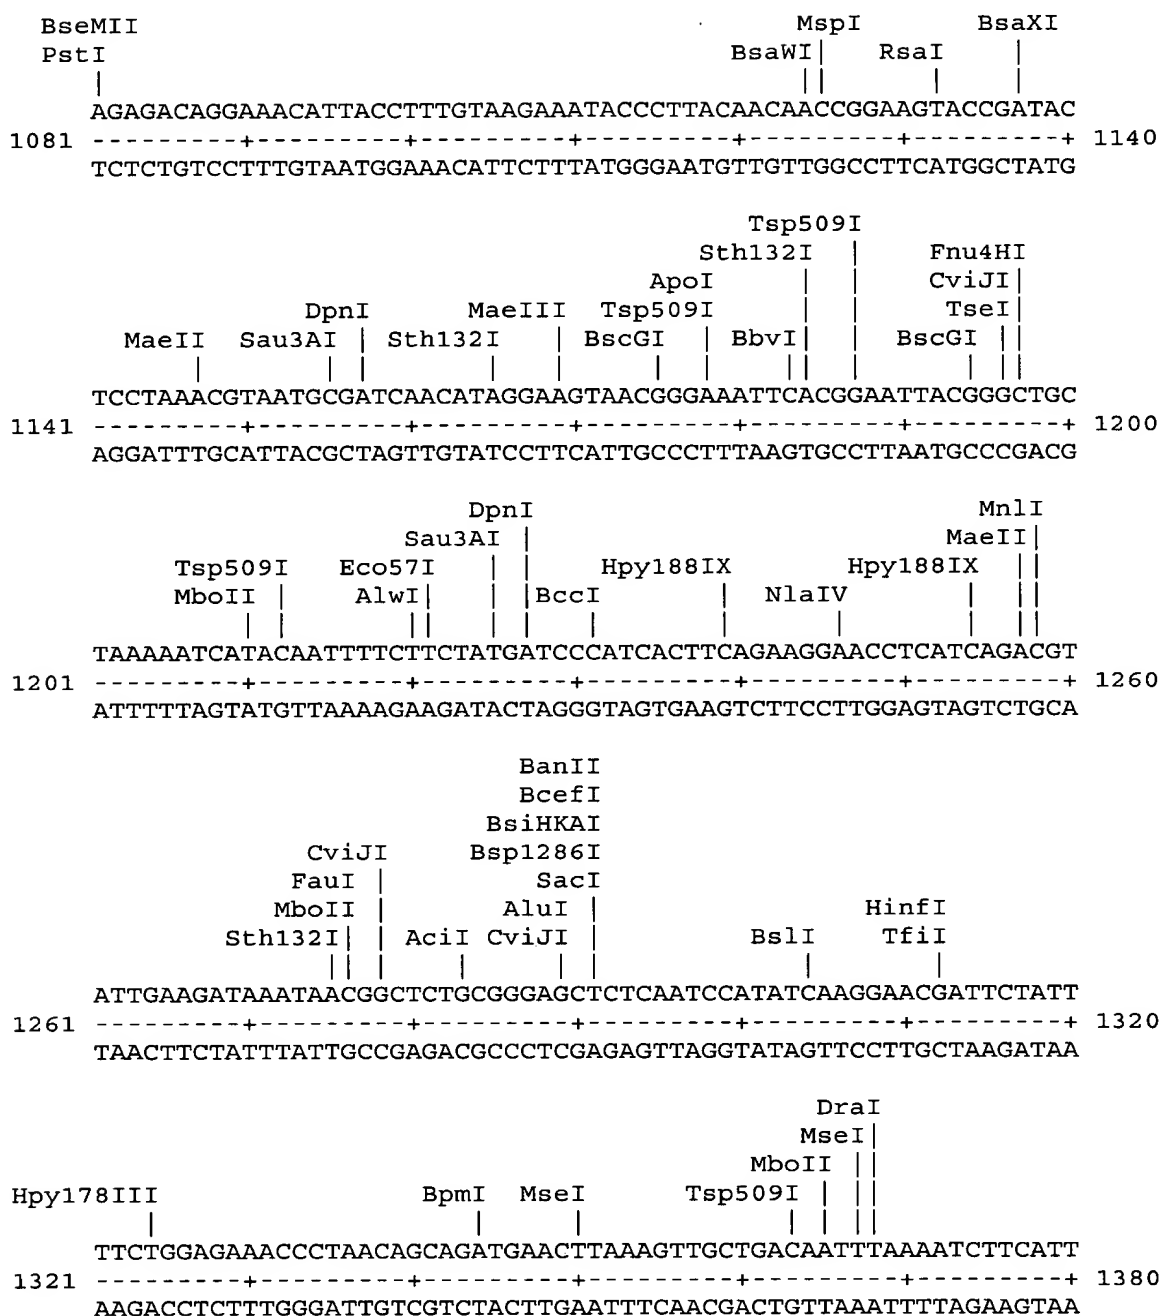 BseMII MspI BsaXI
PstI BsaWI| RsaI |
| || | |
AGAGACAGGAAACATTACCTTTGTAAGAAATACCCTTACAACAACCGGAAGTACCGATAC
1081 ---------+---------+---------+---------+---------+---------+ 1140
TCTCTGTCCTTTGTAATGGAAACATTCTTTATGGGAATGTTGTTGGCCTTCATGGCTATG
Tsp509I
Sth132I | Fnu4HI
ApoI | | CviJI|
DpnI MaeIII Tsp509I | | TseI|
MaeII Sau3AI | Sth132I | BscGI | BbvI| | BscGI ||
| | | | | | | || | | ||
TCCTAAACGTAATGCGATCAACATAGGAAGTAACGGGAAATTCACGGAATTACGGGCTGC
1141 ---------+---------+---------+---------+---------+---------+ 1200
AGGATTTGCATTACGCTAGTTGTATCCTTCATTGCCCTTTAAGTGCCTTAATGCCCGACG
DpnI MnlI
Sau3AI | MaeII|
Tsp509I Eco57I | | Hpy188IX Hpy188IX ||
MboII | AlwI| | |BccI | NlaIV | ||
| | || | | | | | | ||
TAAAAATCATACAATTTTCTTCTATGATCCCATCACTTCAGAAGGAACCTCATCAGACGT
1201 ---------+---------+---------+---------+---------+---------+ 1260
ATTTTTAGTATGTTAAAAGAAGATACTAGGGTAGTGAAGTCTTCCTTGGAGTAGTCTGCA
BanII
BcefI
BsiHKAI
CviJI Bsp1286I
FauI | SacI
MboII | AluI | HinfI
Sth132I| | AciI CviJI | BslI TfiI
|| | | | | | |
ATTGAAGATAAATAACGGCTCTGCGGGAGCTCTCAATCCATATCAAGGAACGATTCTATT
1261 ---------+---------+---------+---------+---------+---------+ 1320
TAACTTCTATTTATTGCCGAGACGCCCTCGAGAGTTAGGTATAGTTCCTTGCTAAGATAA
DraI
MseI|
MboII ||
Hpy178III BpmI MseI Tsp509I | ||
| | | | | ||
TTCTGGAGAAACCCTAACAGCAGATGAACTTAAAGTTGCTGACAATTTAAAATCTTCATT
1321 ---------+---------+---------+---------+---------+---------+ 1380
AAGACCTCTTTGGGATTGTCGTCTACTTGAATTTCAACGACTGTTAAATTTTAGAAGTAA